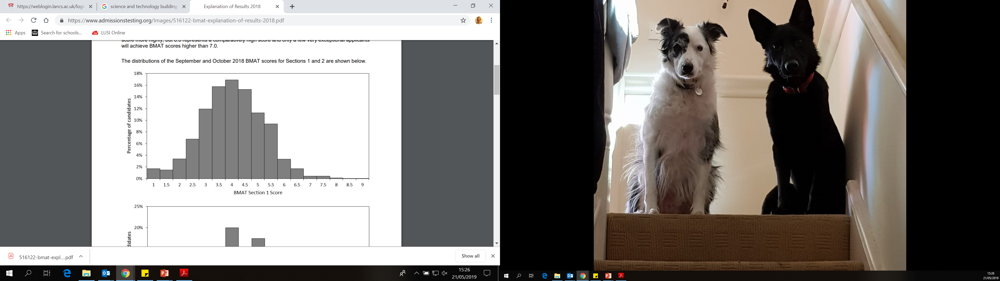 https://weblogin.lancs.ac.uk/logi
science and technology building
Explanation of Results 2018
https://www.admissionstesting.org/Images/516122-bmat-explanation-of-results-2018.pdf
Apps
Search for schools...
LUSI Online
score more highly, but 6.0 represents a comparatively high score and only a few very exceptional applicants
will achieve BMAT scores higher than 7.0.
The distributions of the September and October 2018 BMAT scores for Sections 1 and 2 are shown below.
Percentage of candidates
18%
16%
14%
12%
10%
8%
6%
4%
2%
0%
1 1.5 2 2.5 3 3.5 4 4.5 5 5.5 6 6.5 7 7.5 8 8.5 9
BMAT Section 1 Score
25%
20%
didates
516122-bmat-expl....pdf
Show all
15:26
21/05/2019
15:26
21/05/2019